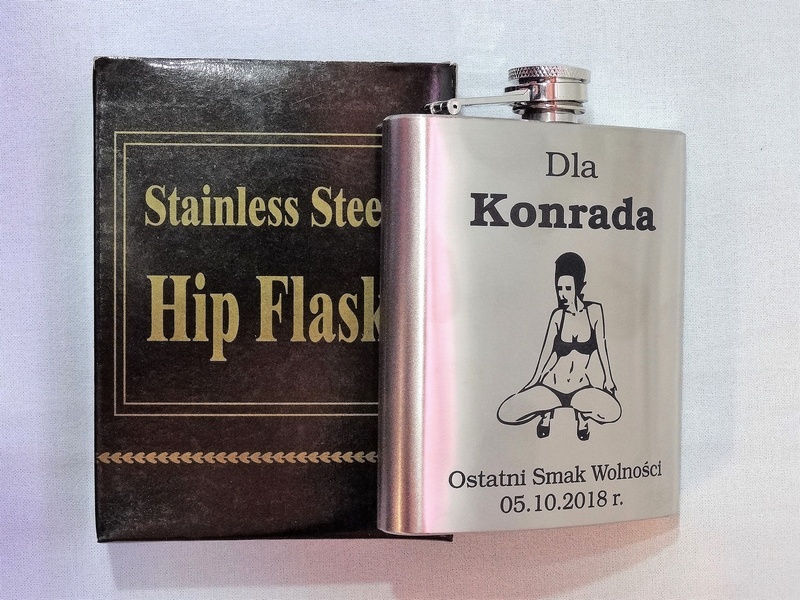 Stainless Stee
Hip Flask
Dla
Konrada
Ostatni Smak Wolności
05.10.2018 r.